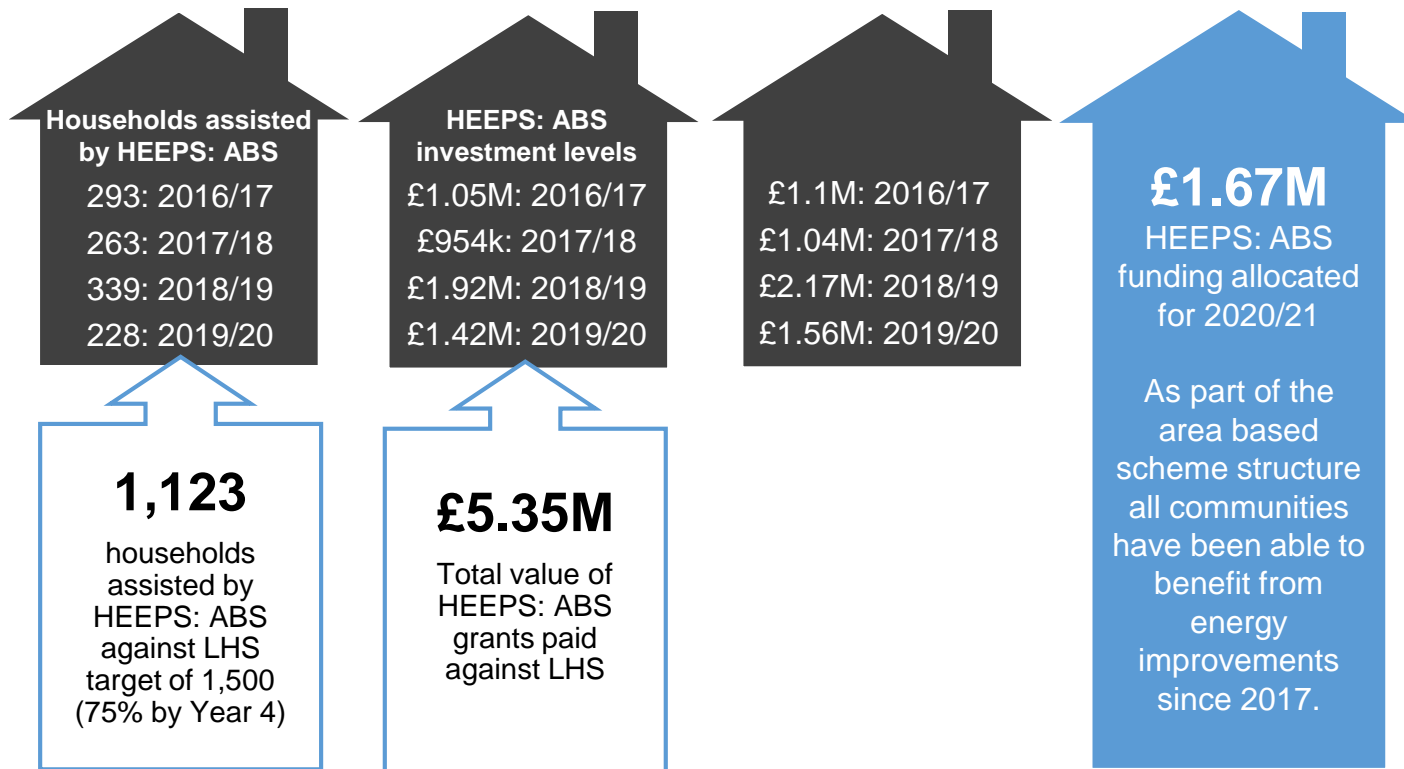 Households assisted
by HEEPS: ABS
293: 2016/17
263: 2017/18
339: 2018/19
228: 2019/20
1,123
households
assisted by
HEEPS: ABS
against LHS
target of 1,500
(75% by Year 4)
HEEPS: ABS
investment levels
£1.05M: 2016/17
£954k: 2017/18
£1.92M: 2018/19
£1.42M: 2019/20
£5.35M
Total value of
HEEPS: ABS
grants paid
against LHS
£1.1M: 2016/17
£1.04M: 2017/18
£2.17M: 2018/19
£1.56M: 2019/20
£1.67M
HEEPS: ABS
funding allocated
for 2020/21
As part of the
area based
scheme structure
all communities
have been able to
benefit from
energy
improvements
since 2017.